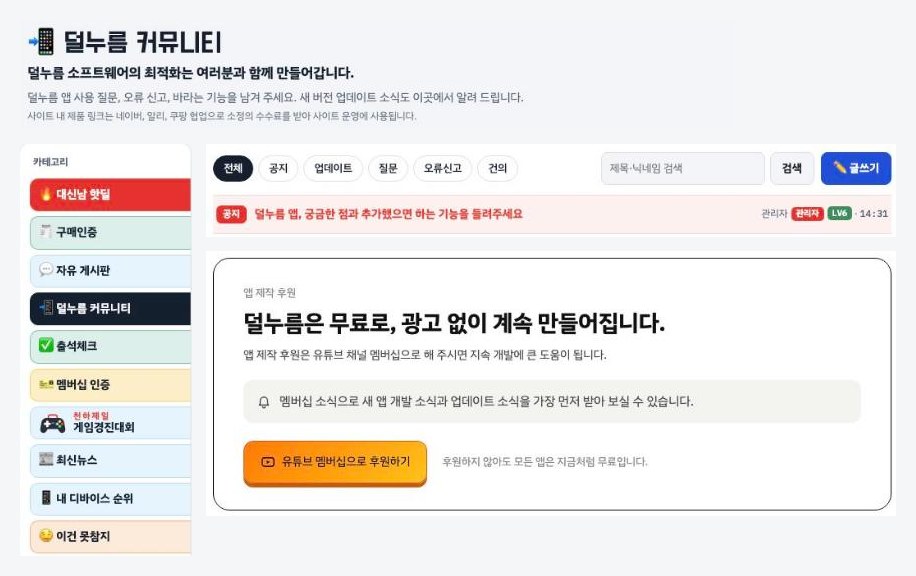 덜누름 커뮤니티
덜누름 소프트웨어의 최적화는 여러분과 함께 만들어갑니다.
덜누름 앱 사용 질문, 오류 신고, 바라는 기능을 남겨 주세요. 새 버전 업데이트 소식도 이곳에서 알려 드립니다.
사이트 내 제품 링크는 네이버, 알리, 쿠팡 협업으로 소정의 수수료를 받아 사이트 운영에 사용됩니다.
카테고리
대신남 핫딜
구매인증
자유 게시판
덜누름 커뮤니티
출석체크
멤버십 인증
천하제일
게임경진대회
최신뉴스
내 디바이스 순위
이건 못참지
전체 공지 업데이트 질문 오류신고 건의 제목·닉네임 검색 검색 글쓰기
공지 덜누름 앱, 궁금한 점과 추가했으면 하는 기능을 들려주세요 관리자 관리자 LV6 · 14:31
앱 제작 후원
덜누름은 무료로, 광고 없이 계속 만들어집니다.
앱 제작 후원은 유튜브 채널 멤버십으로 해 주시면 지속 개발에 큰 도움이 됩니다.
멤버십 소식으로 새 앱 개발 소식과 업데이트 소식을 가장 먼저 받아 보실 수 있습니다.
유튜브 멤버십으로 후원하기 후원하지 않아도 모든 앱은 지금처럼 무료입니다.